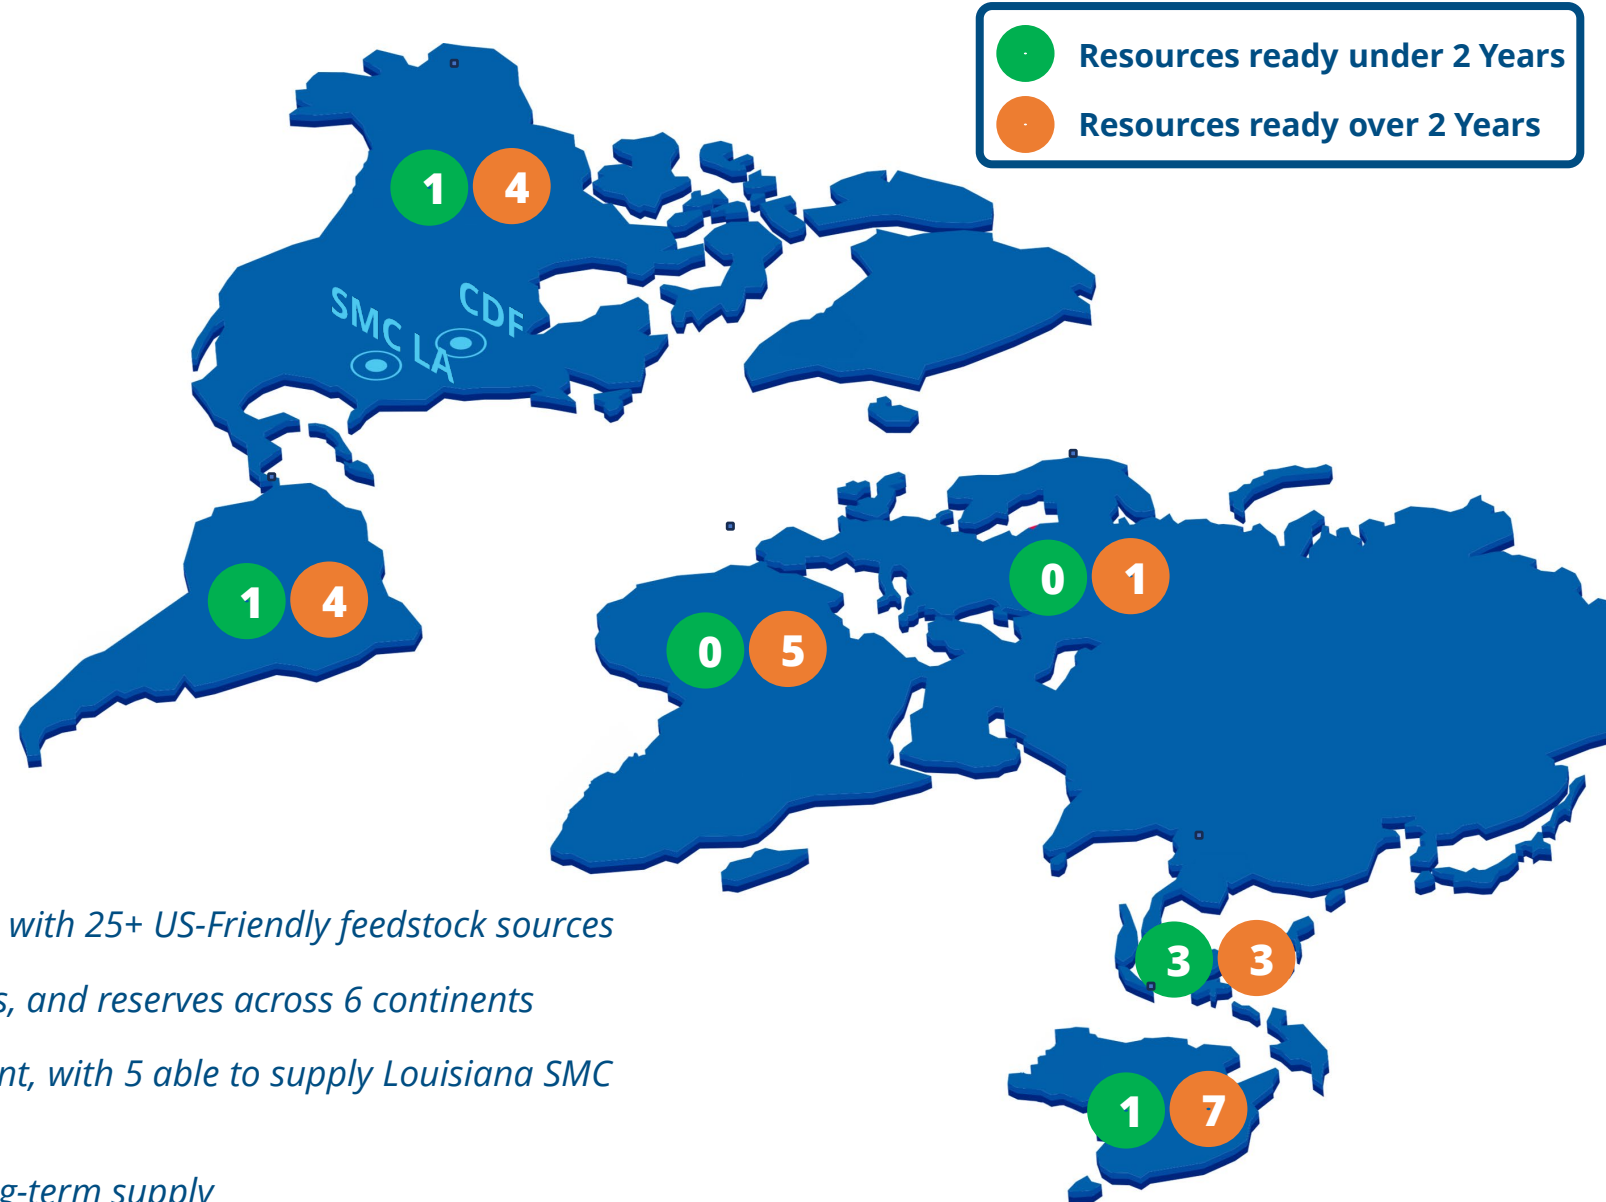 Resources ready under 2 Years
Resources ready over 2 Years
1 4
SMC LA
CDF
1 4
0 1
0 5
with 25+ US-Friendly feedstock sources
s, and reserves across 6 continents
nt, with 5 able to supply Louisiana SMC
g-term supply
3 3
1 7